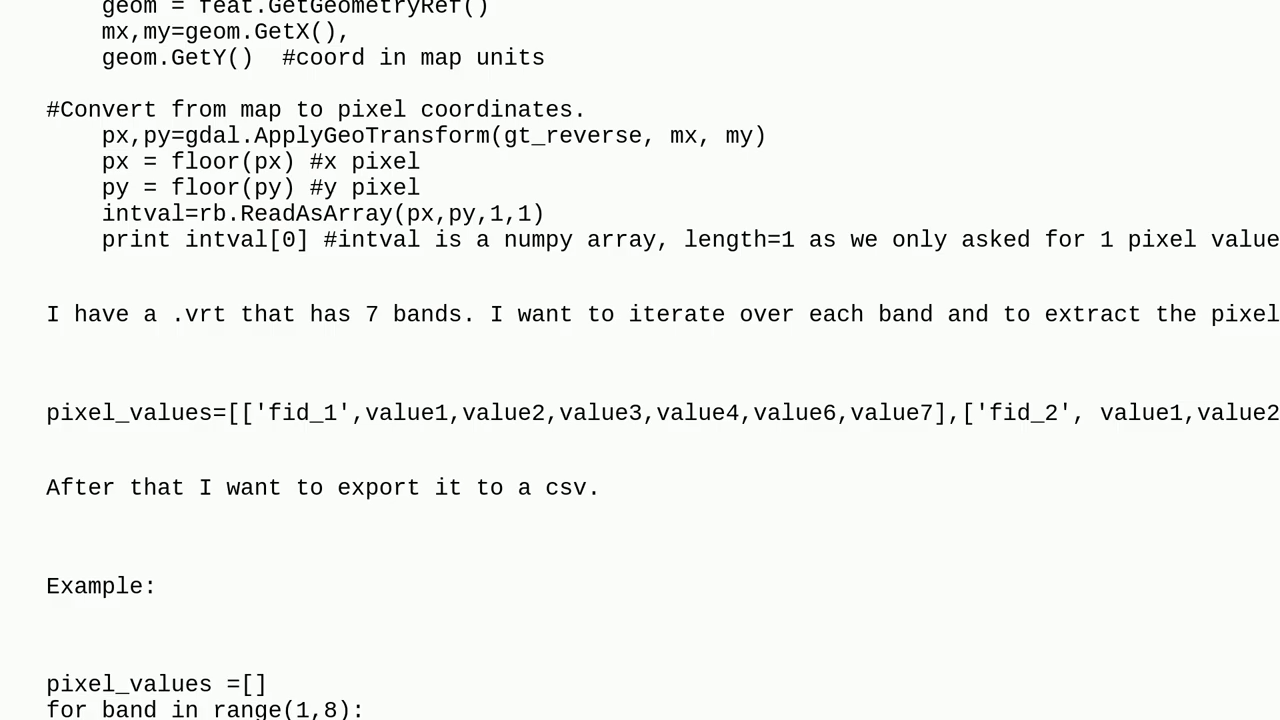 geom = feat.GetGeometryRef()
mx,my=geom.GetX(),
geom.GetY()  #coord in map units
#Convert from map to pixel coordinates.
px,py=gdal.ApplyGeoTransform(gt_reverse, mx, my)
px = floor(px) #x pixel
py = floor(py) #y pixel
intval=rb.ReadAsArray(px,py,1,1)
print intval[0] #intval is a numpy array, length=1 as we only asked for 1 pixel value
I have a .vrt that has 7 bands. I want to iterate over each band and to extract the pixel
pixel_values=[['fid_1',value1,value2,value3,value4,value6,value7],['fid_2', value1,value2
After that I want to export it to a csv.
Example:
pixel_values =[]
for band in range(1,8):